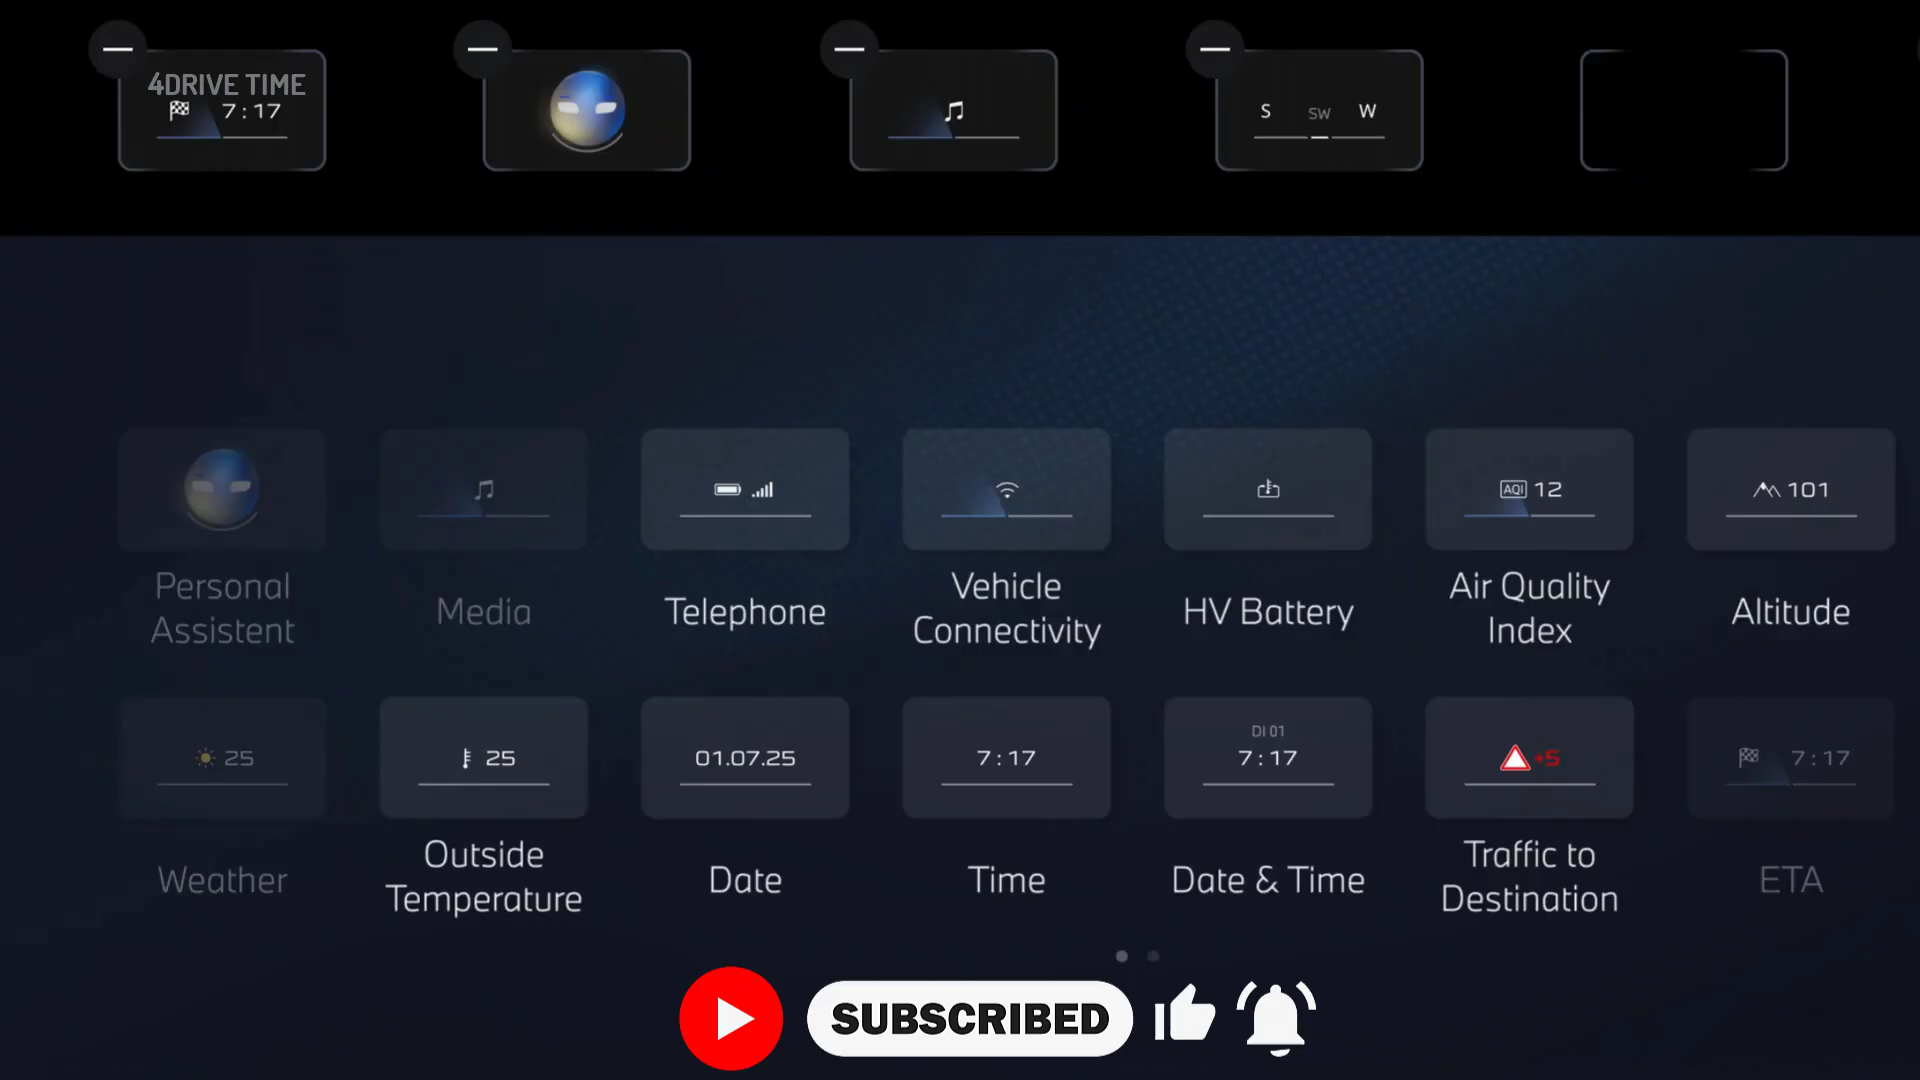 4DRIVE TIME
7:17
S SW W
AQI 12
101
Personal
Assistent
Media
Telephone
Vehicle
Connectivity
HV Battery
Air Quality
Index
Altitude
25
25
01.07.25
7:17
DI 01
7:17
+5
7:17
Weather
Outside
Temperature
Date
Time
Date & Time
Traffic to
Destination
ETA
SUBSCRIBED